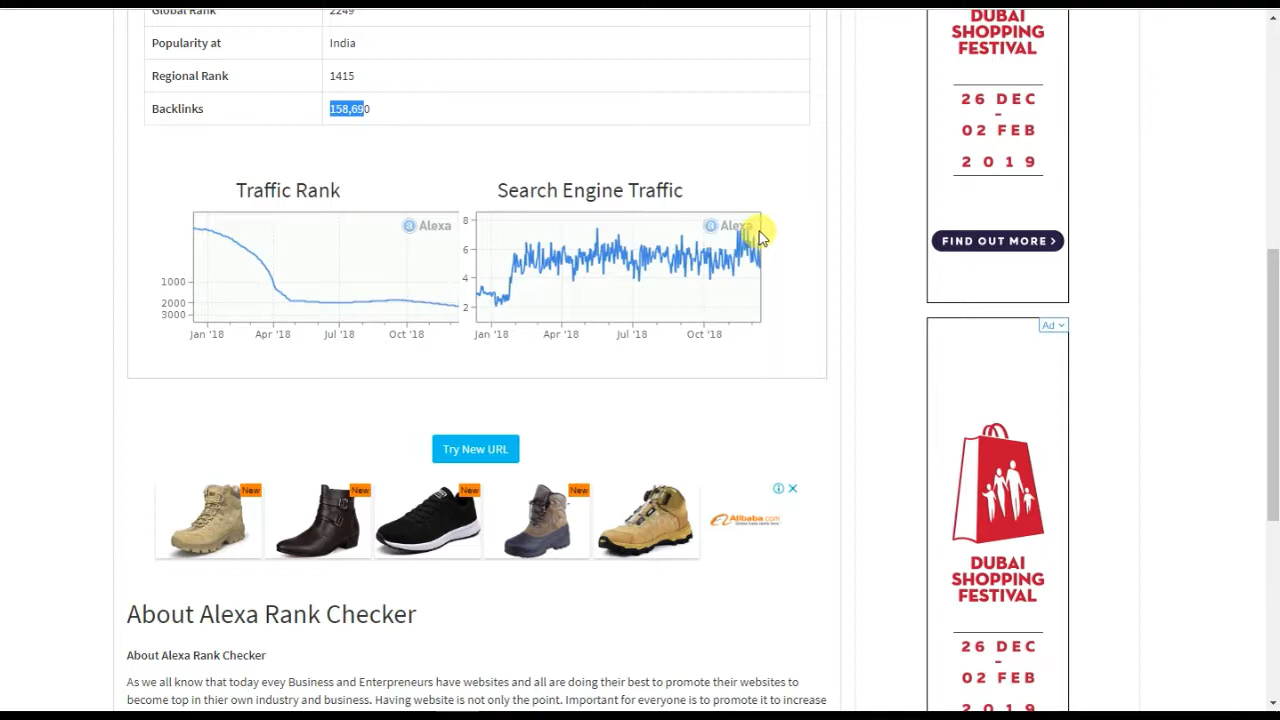 Global Rank 2249
Popularity at India
Regional Rank 1415
Backlinks 158,690
Traffic Rank
Alexa
1000
2000
3000
Jan '18 Apr '18 Jul '18 Oct '18
Search Engine Traffic
Alexa
8
6
4
2
Jan '18 Apr '18 Jul '18 Oct '18
Try New URL
New New New New
Alibaba.com
About Alexa Rank Checker
About Alexa Rank Checker
As we all know that today evey Business and Enterpreneurs have websites and all are doing their best to promote their websites to
become top in thier own industry and business. Having website is not only the point. Important for everyone is to promote it to increase
DUBAI
SHOPPING
FESTIVAL
26 DEC
-
02 FEB
2019
FIND OUT MORE >
Ad
DUBAI
SHOPPING
FESTIVAL
26 DEC
-
02 FEB
2019